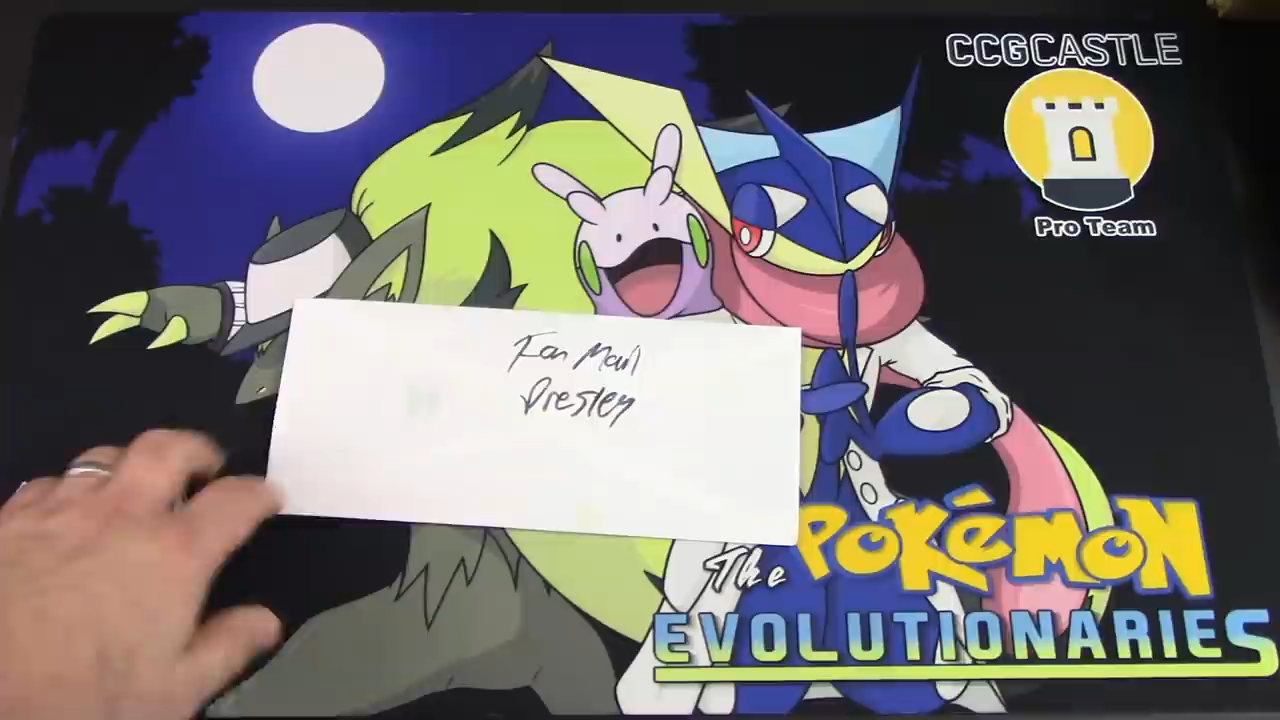 CCGCASTLE
Pro Team
Fan Mail
Presley
The POKéMON
EVOLUTIONARIES